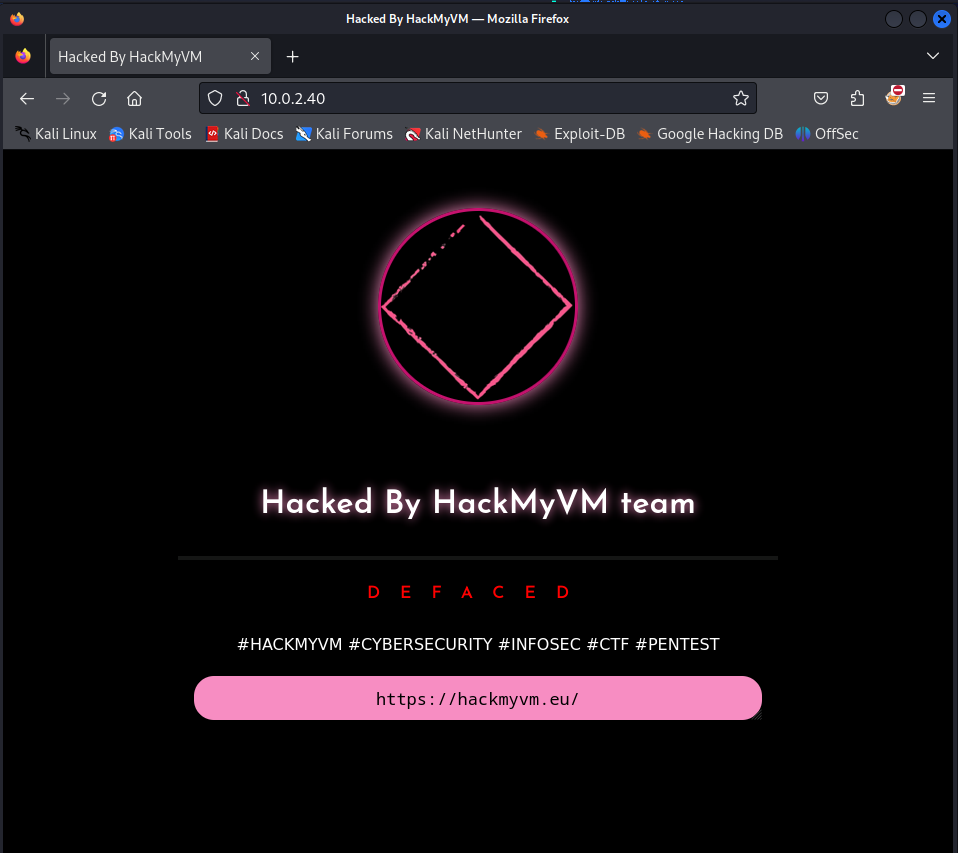 Hacked By HackMyVM — Mozilla Firefox
Hacked By HackMyVM
10.0.2.40
Kali Linux Kali Tools Kali Docs Kali Forums Kali NetHunter Exploit-DB Google Hacking DB OffSec
Hacked By HackMyVM team
D E F A C E D
#HACKMYVM #CYBERSECURITY #INFOSEC #CTF #PENTEST
https://hackmyvm.eu/